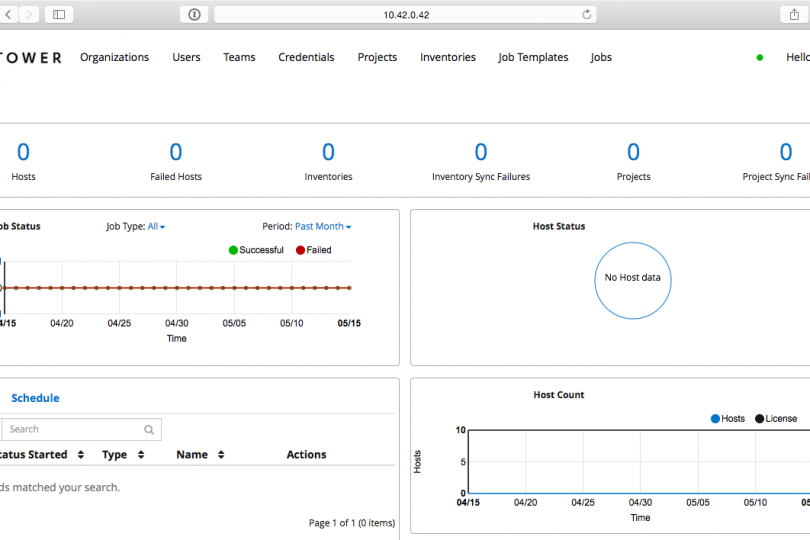 10.42.0.42
TOWER Organizations Users Teams Credentials Projects Inventories Job Templates Jobs Hello
0 0 0 0 0 0
Hosts Failed Hosts Inventories Inventory Sync Failures Projects Project Sync Fail
ob Status Job Type: All Period: Past Month
Successful Failed
4/15 04/20 04/25 04/30 05/05 05/10 05/15
Time
Host Status
No Host data
Schedule
Search
tatus Started Type Name Actions
ds matched your search.
Page 1 of 1 (0 items)
Host Count
Hosts License
10
5
0
Hosts
04/15 04/20 04/25 04/30 05/05 05/10 05
Time